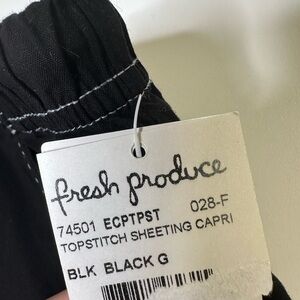 fresh produce
74501 ECPTPST 028-F
TOPSTITCH SHEETING CAPRI
BLK BLACK G